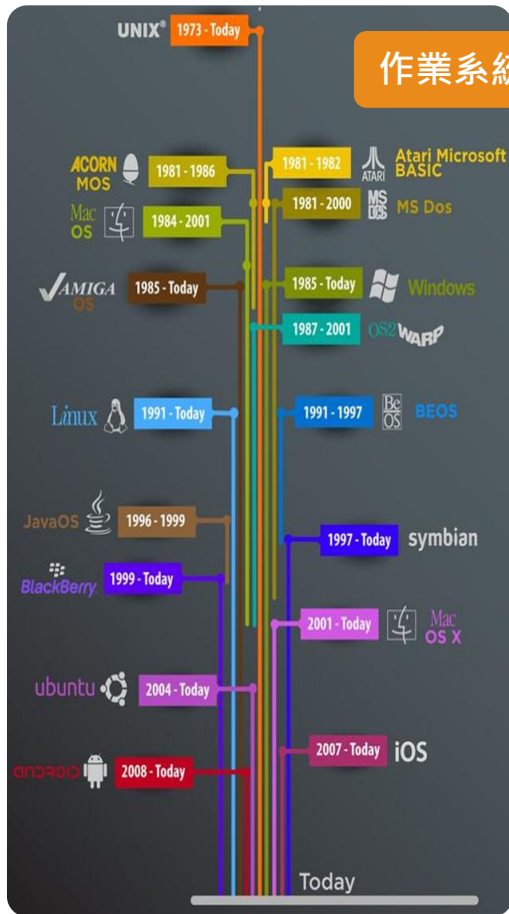 UNIX® 1973 - Today
作業系統
ACORN MOS 1981 - 1986
1981 - 1982 ATARI Atari Microsoft BASIC
1981 - 2000 MS DOS MS Dos
Mac OS 1984 - 2001
AMIGA OS 1985 - Today
1985 - Today Windows
1987 - 2001 OS2 WARP
Linux 1991 - Today
1991 - 1997 Be OS BEOS
JavaOS 1996 - 1999
1997 - Today symbian
BlackBerry 1999 - Today
2001 - Today Mac OS X
ubuntu 2004 - Today
2007 - Today iOS
ANDROID 2008 - Today
Today